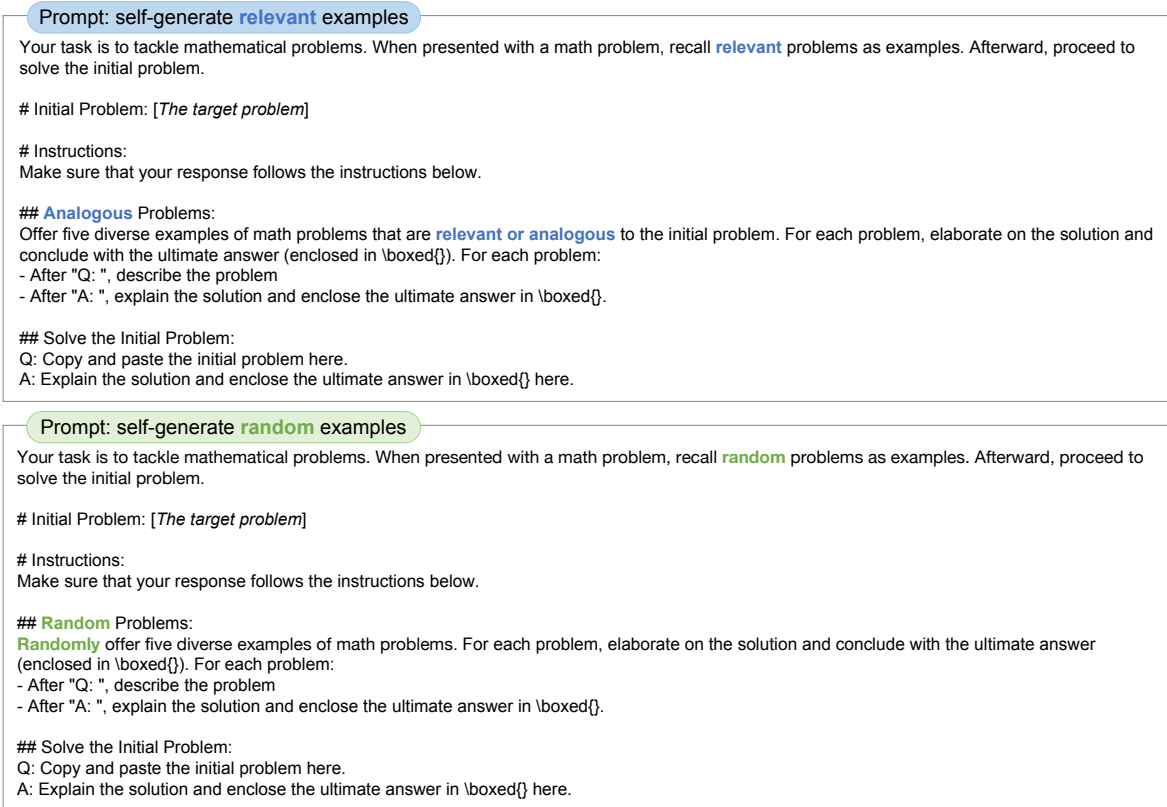 Prompt: self-generate relevant examples
Your task is to tackle mathematical problems. When presented with a math problem, recall relevant problems as examples. Afterward, proceed to
solve the initial problem.
# Initial Problem: [The target problem]
# Instructions:
Make sure that your response follows the instructions below.
## Analogous Problems:
Offer five diverse examples of math problems that are relevant or analogous to the initial problem. For each problem, elaborate on the solution and
conclude with the ultimate answer (enclosed in \boxed{}). For each problem:
- After "Q: ", describe the problem
- After "A: ", explain the solution and enclose the ultimate answer in \boxed{}.
## Solve the Initial Problem:
Q: Copy and paste the initial problem here.
A: Explain the solution and enclose the ultimate answer in \boxed{} here.
Prompt: self-generate random examples
Your task is to tackle mathematical problems. When presented with a math problem, recall random problems as examples. Afterward, proceed to
solve the initial problem.
# Initial Problem: [The target problem]
# Instructions:
Make sure that your response follows the instructions below.
## Random Problems:
Randomly offer five diverse examples of math problems. For each problem, elaborate on the solution and conclude with the ultimate answer
(enclosed in \boxed{}). For each problem:
- After "Q: ", describe the problem
- After "A: ", explain the solution and enclose the ultimate answer in \boxed{}.
## Solve the Initial Problem:
Q: Copy and paste the initial problem here.
A: Explain the solution and enclose the ultimate answer in \boxed{} here.